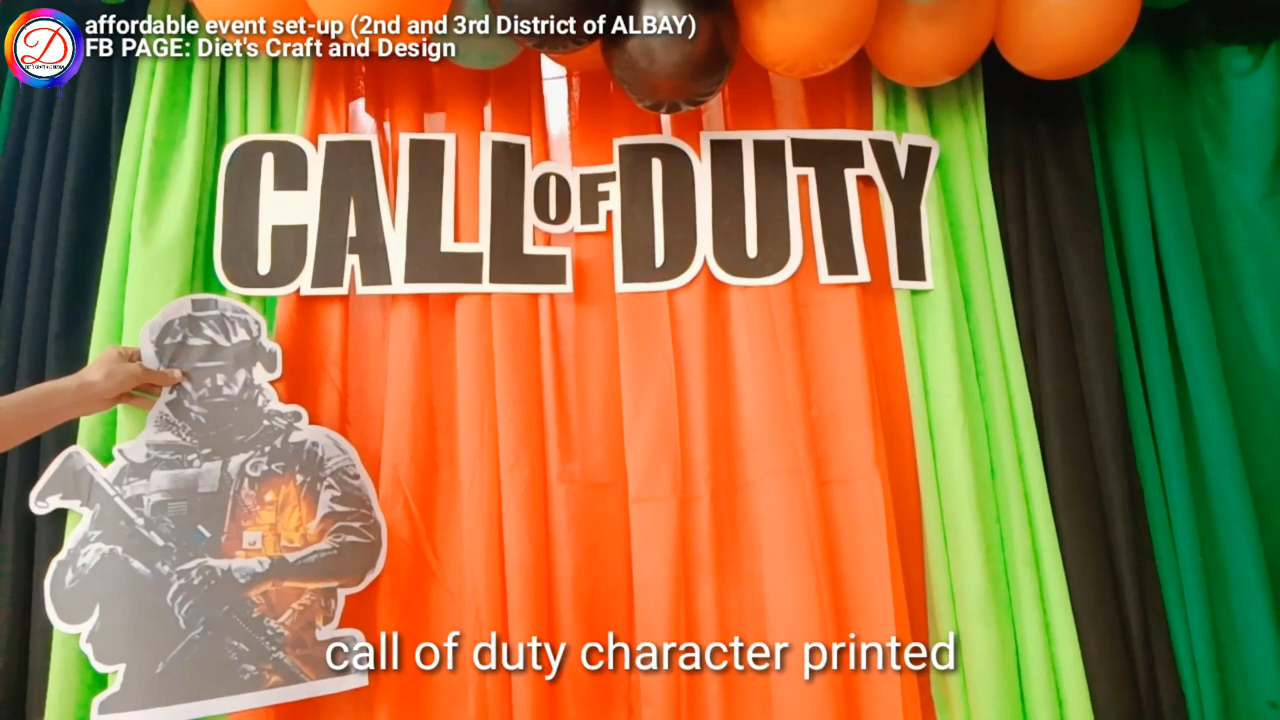 affordable event set-up (2nd and 3rd District of ALBAY)
FB PAGE: Diet's Craft and Design
CALL OF DUTY
call of duty character printed